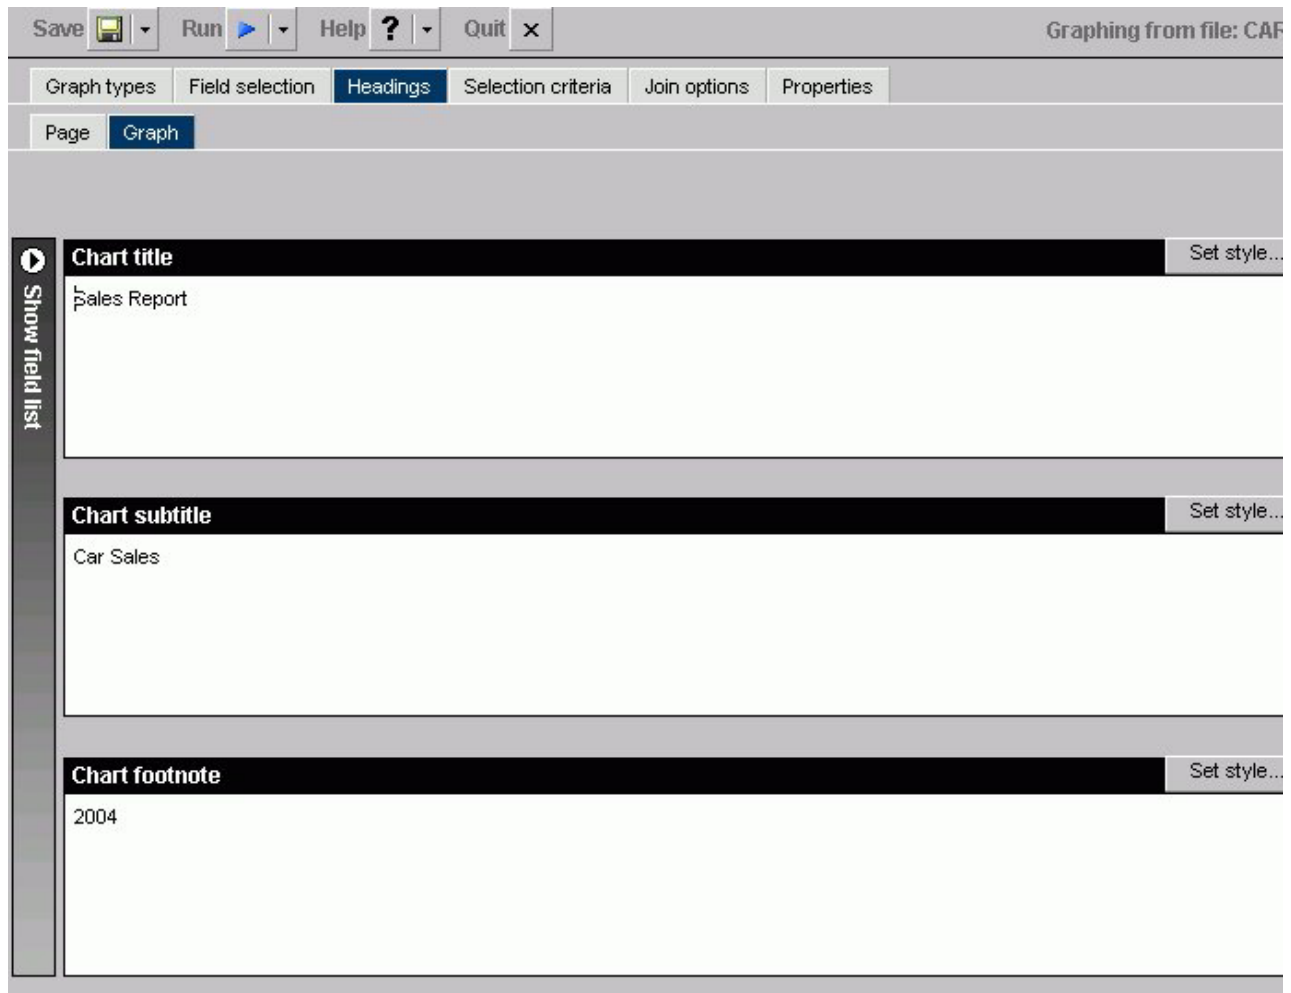 Save Run Help ? Quit Graphing from file: CAR
Graph types Field selection Headings Selection criteria Join options Properties
Page Graph
Chart title Set style...
Show field list
Sales Report
Chart subtitle Set style...
Car Sales
Chart footnote Set style...
2004